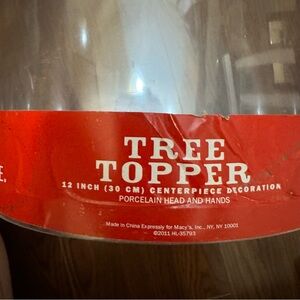 E.
TREE
TOPPER
12 INCH (30 CM) CENTERPIECE DECORATION
PORCELAIN HEAD AND HANDS
Made in China Expressly for Macy's, Inc., NY, NY 10001
©2011 HL-35793